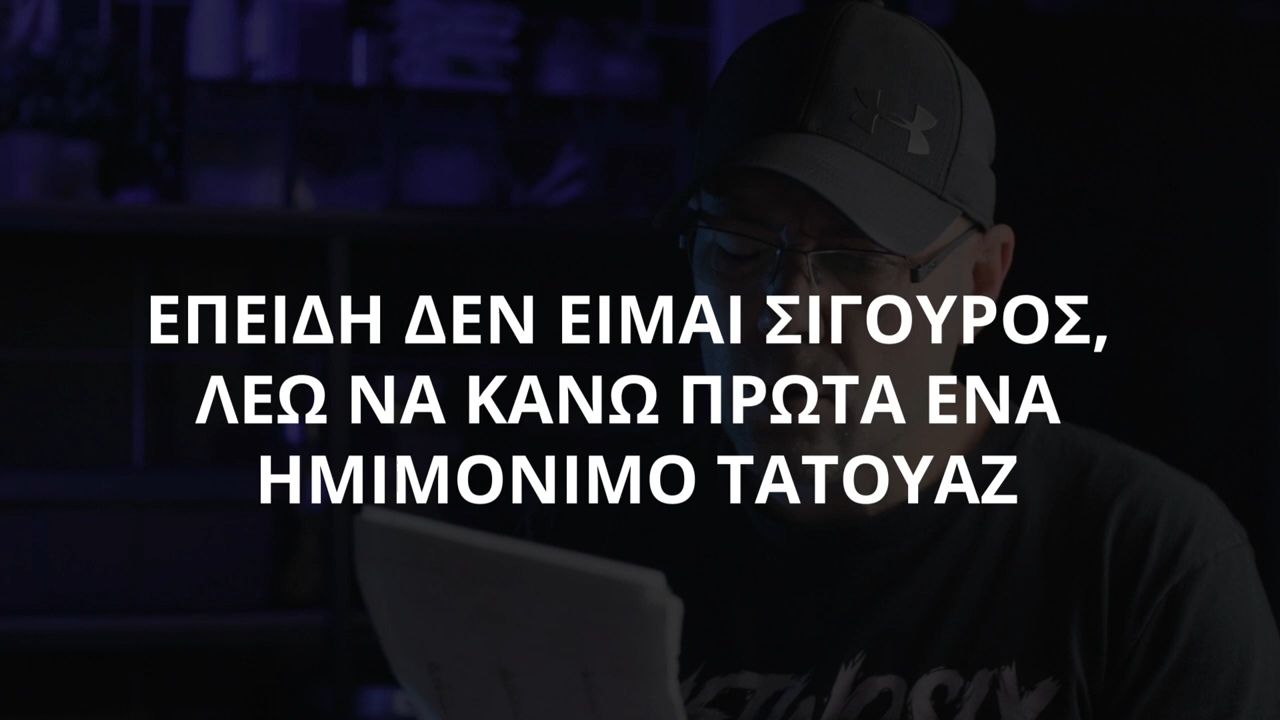 ΕΠΕΙΔΗ ΔΕΝ ΕΙΜΑΙ ΣΙΓΟΥΡΟΣ,
ΛΕΩ ΝΑ ΚΑΝΩ ΠΡΩΤΑ ΕΝΑ
ΗΜΙΜΟΝΙΜΟ ΤΑΤΟΥΑΖ